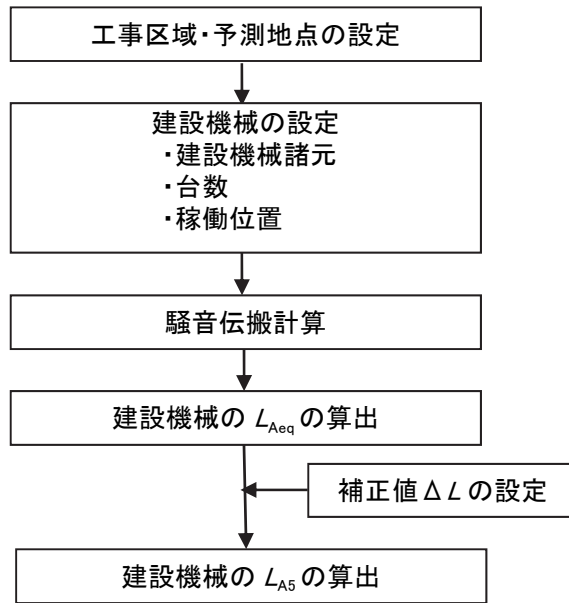 工事区域・予測地点の設定
建設機械の設定
・建設機械諸元
・台数
・稼働位置
騒音伝搬計算
建設機械の LAeq の算出
補正値ΔLの設定
建設機械の LA5 の算出